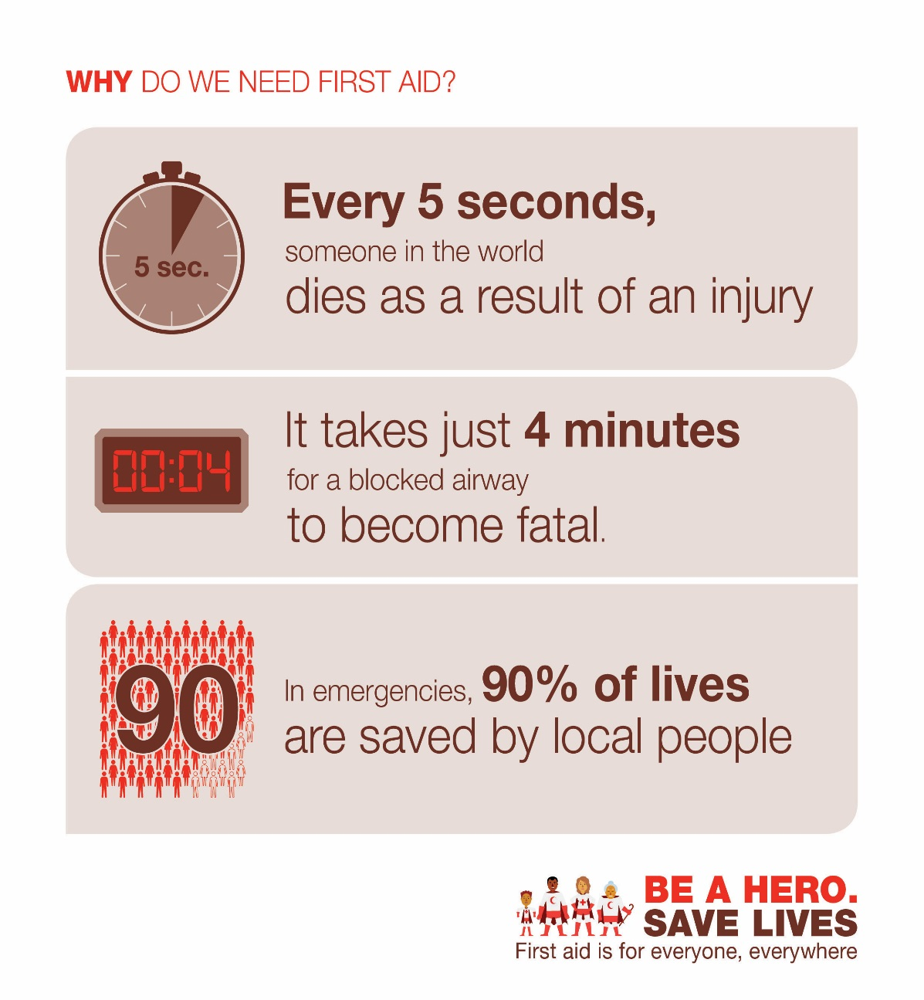 WHY DO WE NEED FIRST AID?
5 sec.
Every 5 seconds,
someone in the world
dies as a result of an injury
00:04
It takes just 4 minutes
for a blocked airway
to become fatal.
90
In emergencies, 90% of lives
are saved by local people
BE A HERO.
SAVE LIVES
First aid is for everyone, everywhere